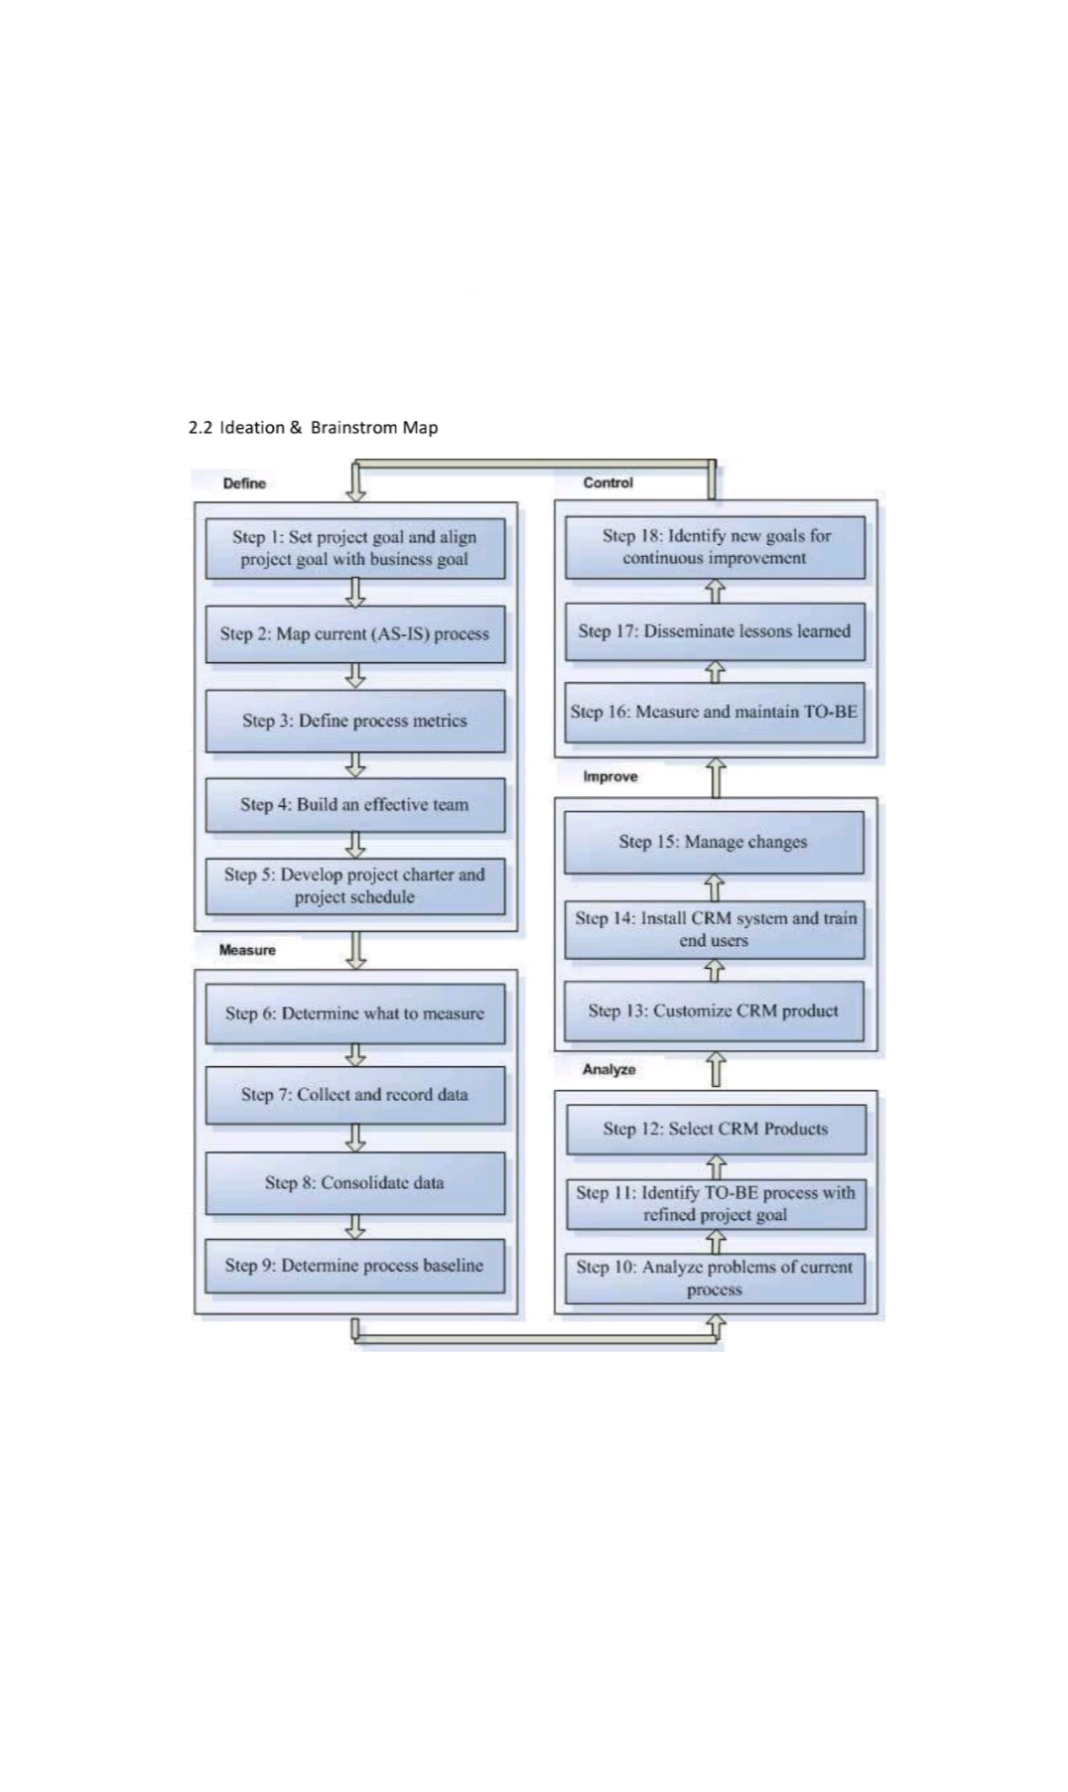 2.2 Ideation & Brainstrom Map
Define
Step 1: Set project goal and align
project goal with business goal
Step 2: Map current (AS-IS) process
Step 3: Define process metrics
Step 4: Build an effective team
Step 5: Develop project charter and
project schedule
Measure
Step 6: Determine what to measure
Step 7: Collect and record data
Step 8: Consolidate data
Step 9: Determine process baseline
Analyze
Step 12: Select CRM Products
Step 11: Identify TO-BE process with
refined project goal
Step 10: Analyze problems of current
process
Improve
Step 15: Manage changes
Step 14: Install CRM system and train
end users
Step 13: Customize CRM product
Control
Step 18: Identify new goals for
continuous improvement
Step 17: Disseminate lessons learned
Step 16: Measure and maintain TO-BE